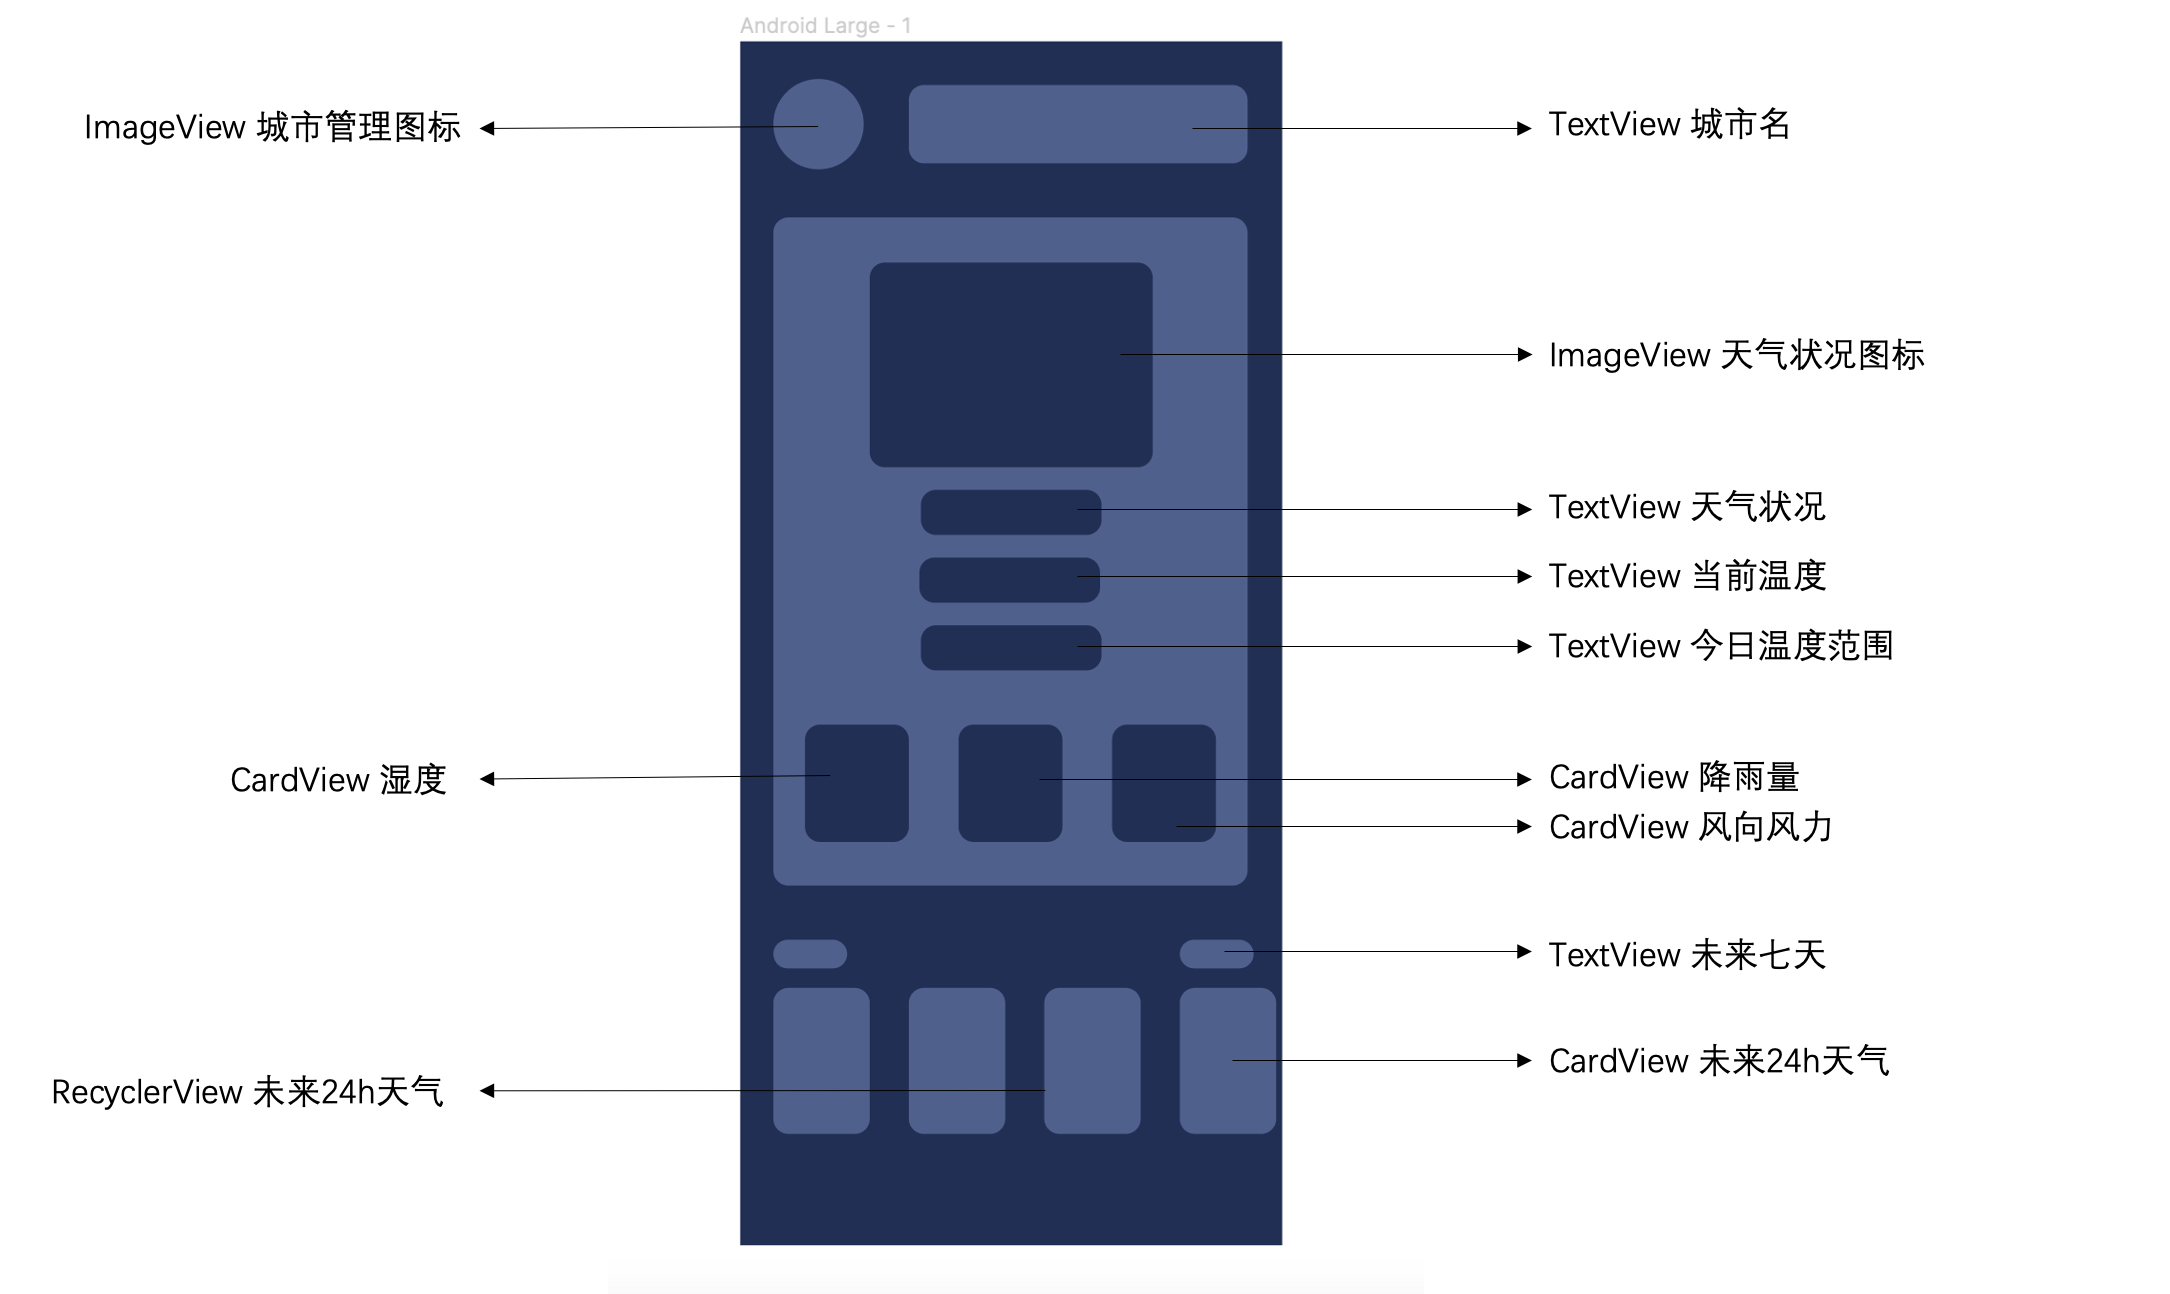 Android Large - 1
ImageView 城市管理图标
TextView 城市名
ImageView 天气状况图标
TextView 天气状况
TextView 当前温度
TextView 今日温度范围
CardView 湿度
CardView 降雨量
CardView 风向风力
TextView 未来七天
CardView 未来24h天气
RecyclerView 未来24h天气